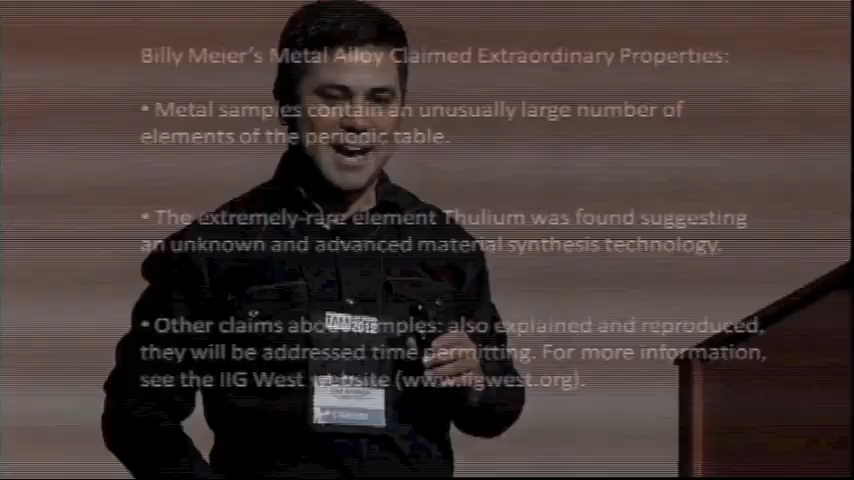 Billy Meier's Metal Alloy Claimed Extraordinary Properties:
• Metal samples contain an unusually large number of
elements of the periodic table.
• The extremely-rare element Thulium was found suggesting
an unknown and advanced material synthesis technology.
• Other claims about samples: also explained and reproduced,
they will be addressed time permitting. For more information,
see the IIG West website (www.iigwest.org).
2012